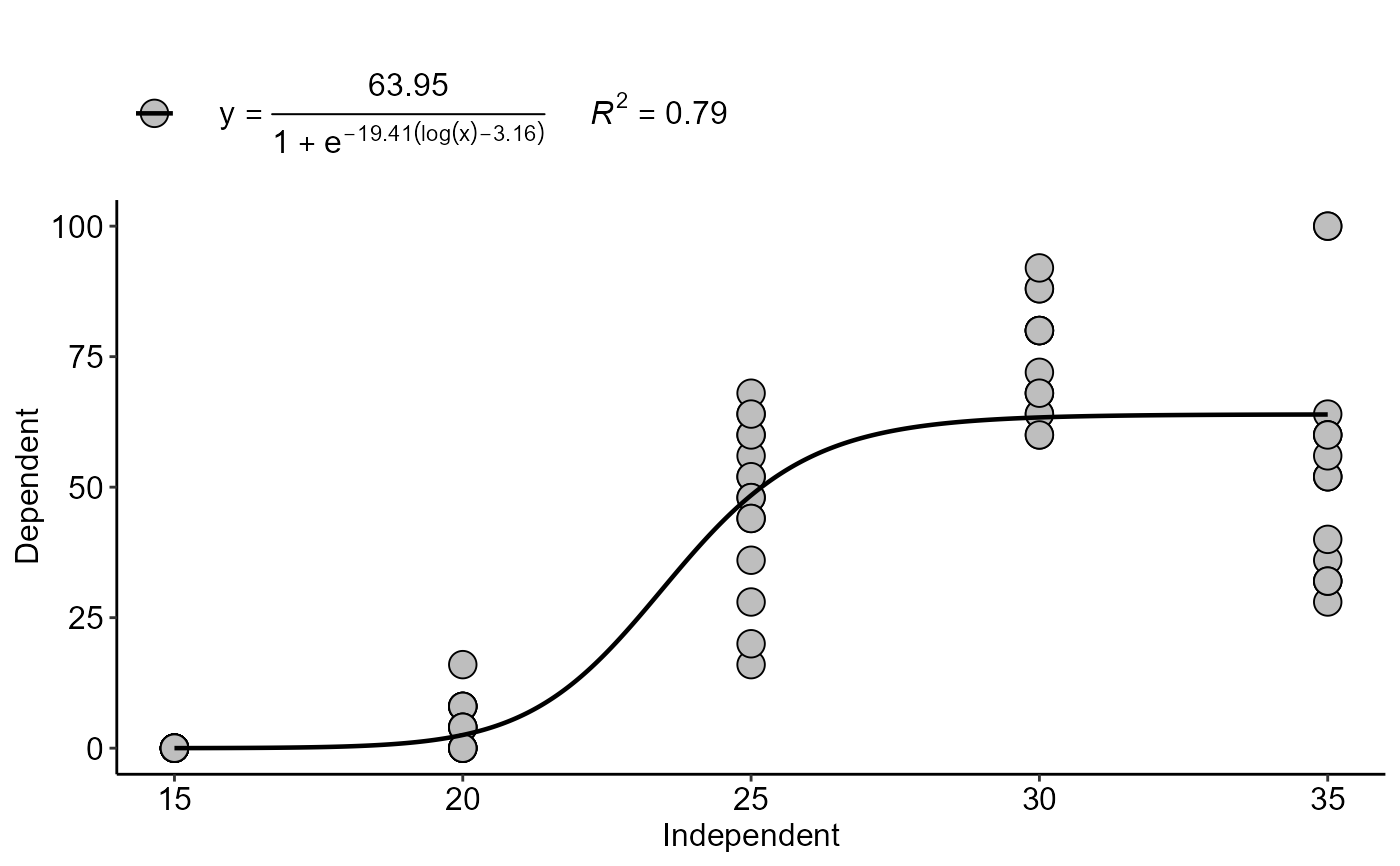 y = 63.95 / (1 + e^−19.41(log(x)−3.16)) R² = 0.79
100
75
50
25
0
Dependent
15 20 25 30 35
Independent